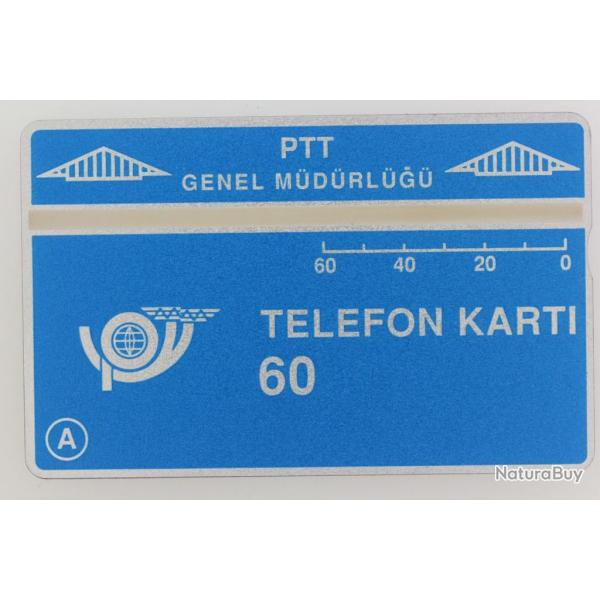 PTT
GENEL MÜDÜRLÜĞÜ
60 40 20 0
TELEFON KARTI
60
A
NaturaBuy